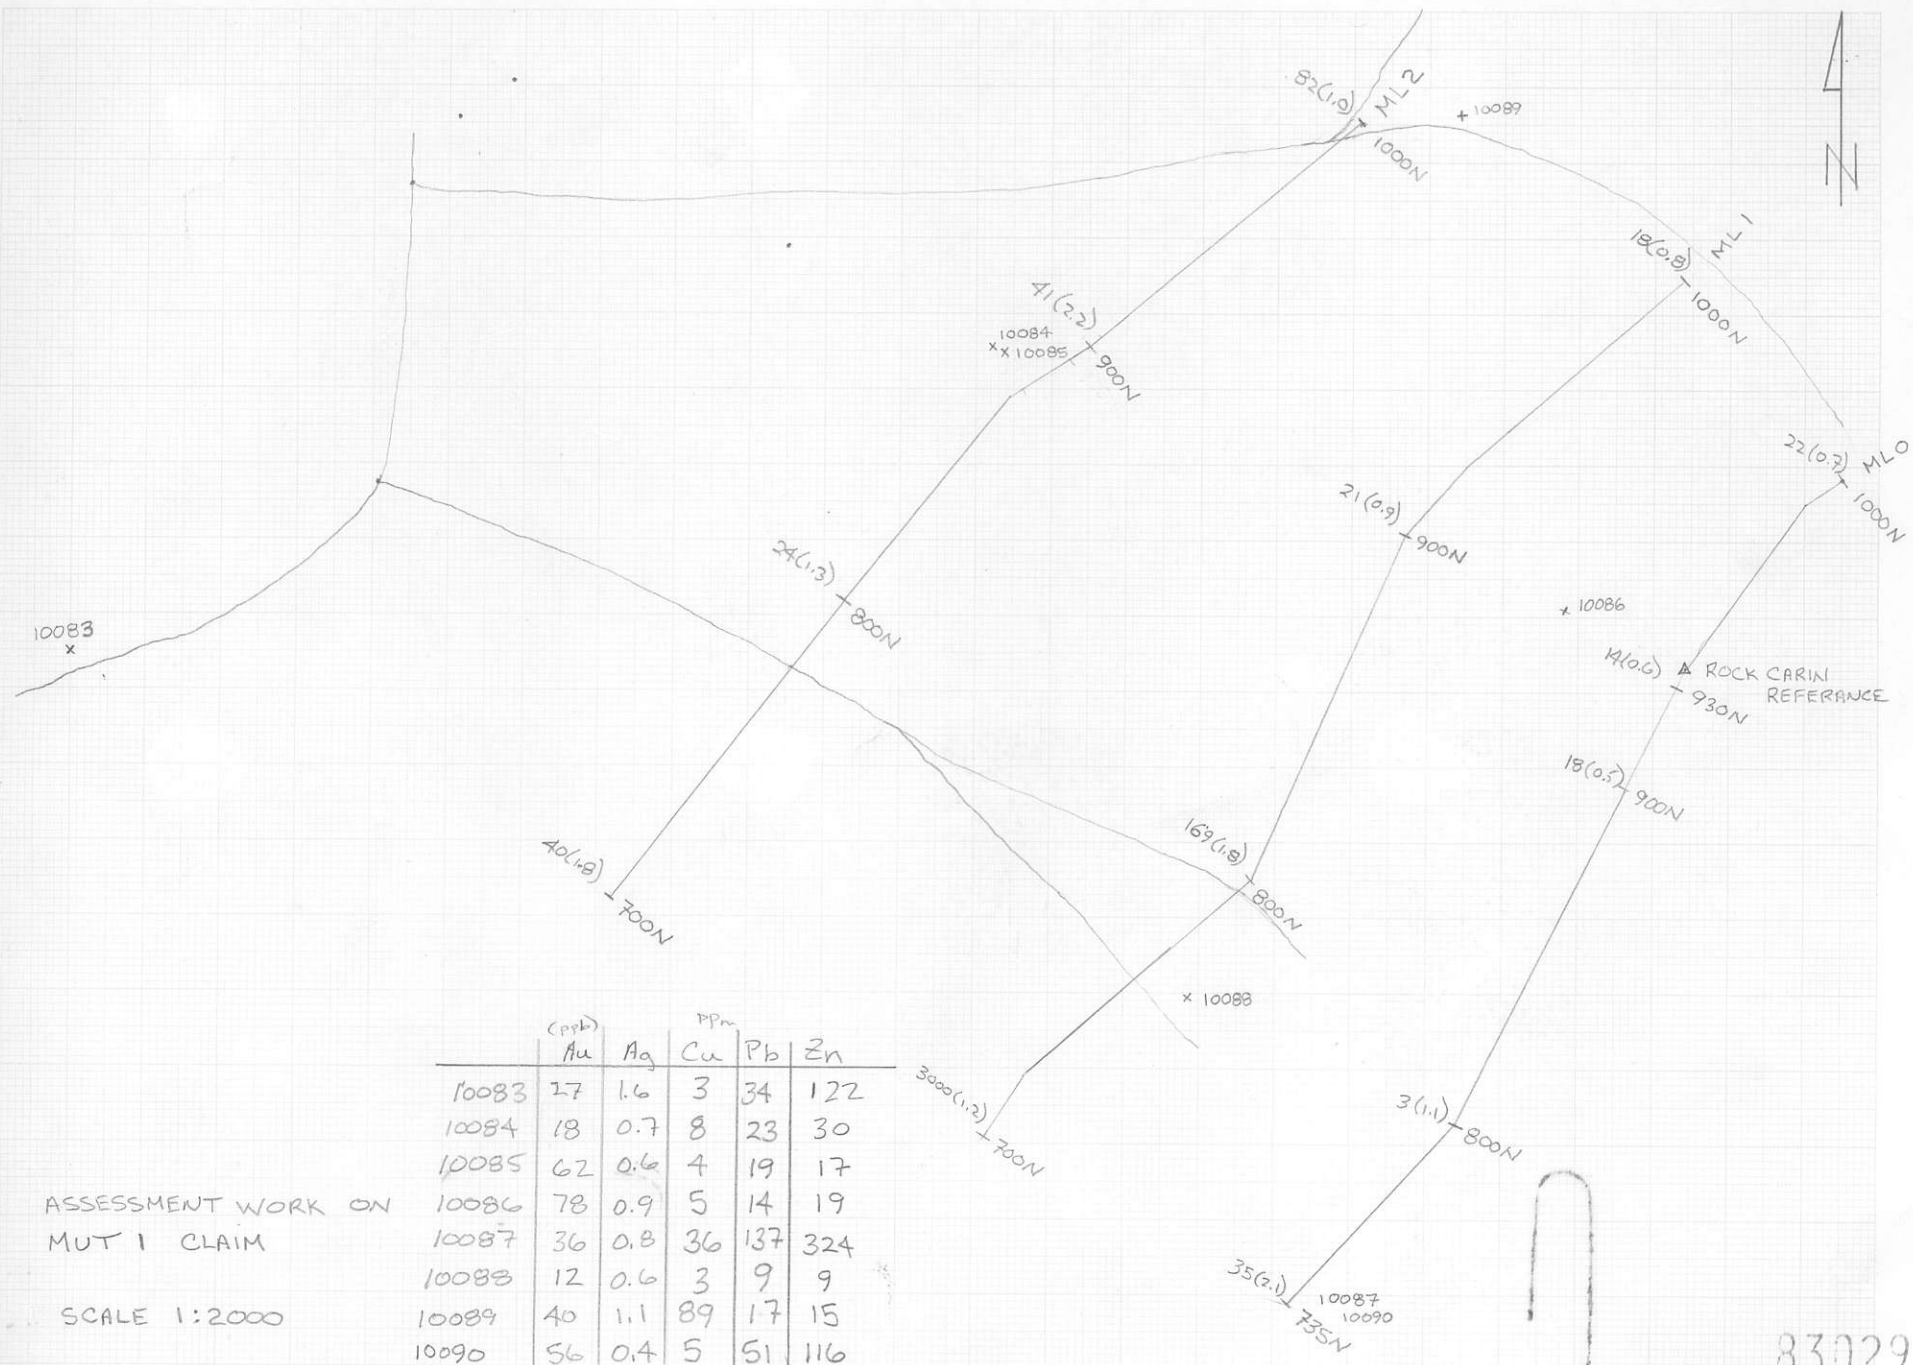 82(1.0)
ML2
1000N
10089
N
18(0.8)
ML1
1000N
41(2.2)
900N
10084
10085
22(0.7)
ML0
1000N
21(0.9)
900N
24(1.3)
800N
10086
10083
14(0.6)
ROCK CARIN
REFERANCE
930N
18(0.5)
900N
40(1.8)
700N
169(1.8)
800N
10088
3000(1.2)
700N
3(1.1)
800N
35(2.1)
735N
10087
10090
(ppb) ppm
Au Ag Cu Pb Zn
10083 27 1.6 3 34 122
10084 18 0.7 8 23 30
10085 62 0.6 4 19 17
10086 78 0.9 5 14 19
10087 36 0.8 36 137 324
10088 12 0.6 3 9 9
10089 40 1.1 89 17 15
10090 56 0.4 5 51 116
ASSESSMENT WORK ON
MUT 1 CLAIM
SCALE 1:2000
83029